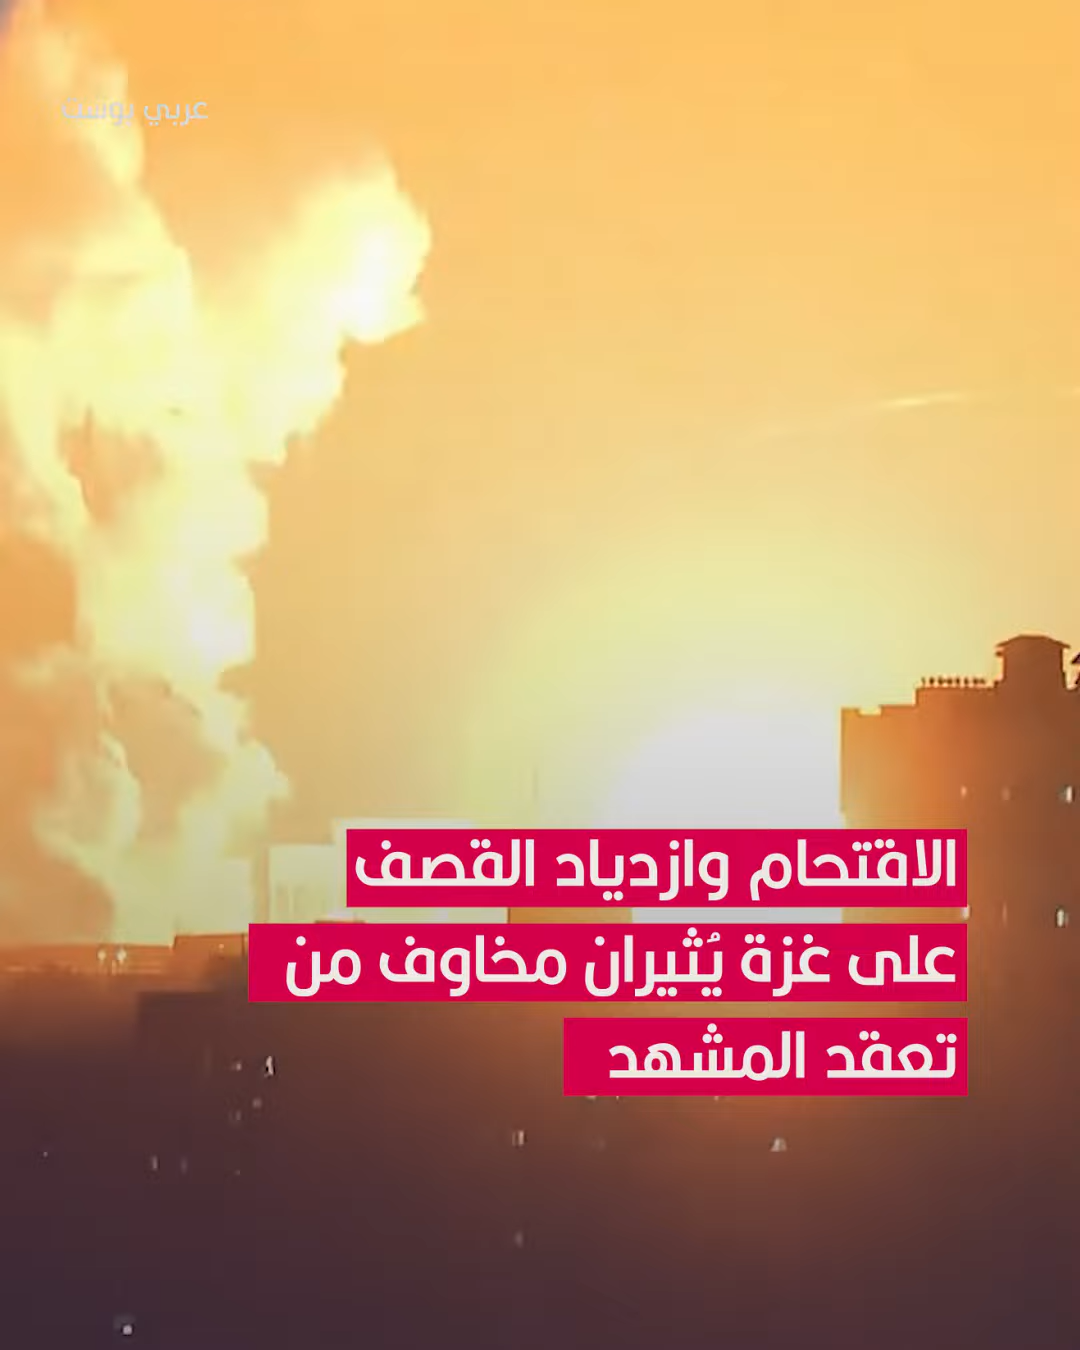 عربي بوست
الاقتحام وازدياد القصف
على غزة يُثيران مخاوف من
تعقد المشهد